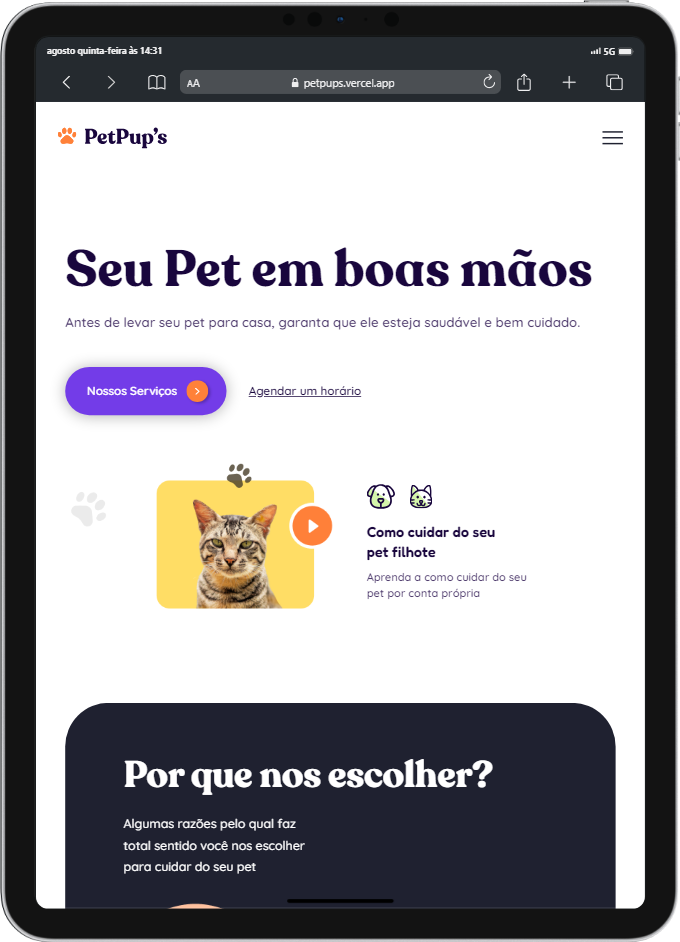 agosto quinta-feira às 14:31
5G
AA
petpups.vercel.app
PetPup's
Seu Pet em boas mãos
Antes de levar seu pet para casa, garanta que ele esteja saudável e bem cuidado.
Nossos Serviços
Agendar um horário
Como cuidar do seu
pet filhote
Aprenda a como cuidar do seu
pet por conta própria
Por que nos escolher?
Algumas razões pelo qual faz
total sentido você nos escolher
para cuidar do seu pet